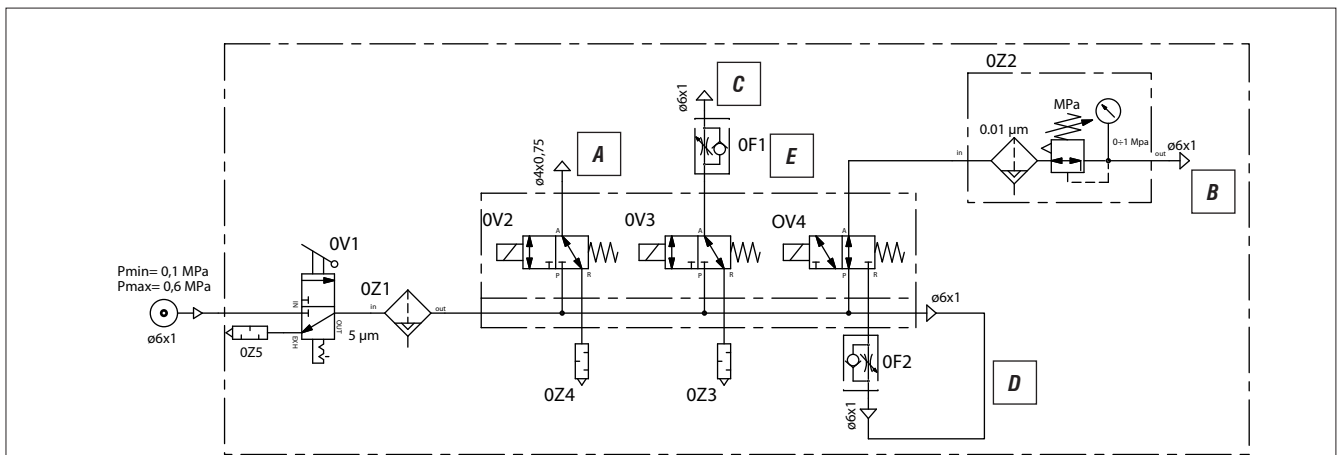 0Z2
C
MPa
ø6x1
0.01 µm
0F1
E
A
0÷1 Mpa
ø4x0,75
in
out
ø6x1
B
0V2
0V3
OV4
A
A
A
0V1
P
R
P
R
P
R
Pmin= 0,1 MPa
Pmax= 0,6 MPa
0Z1
IN
in
out
ø6x1
OUT
ø6x1
5 µm
EXH
0Z5
0F2
D
0Z4
0Z3
ø6x1